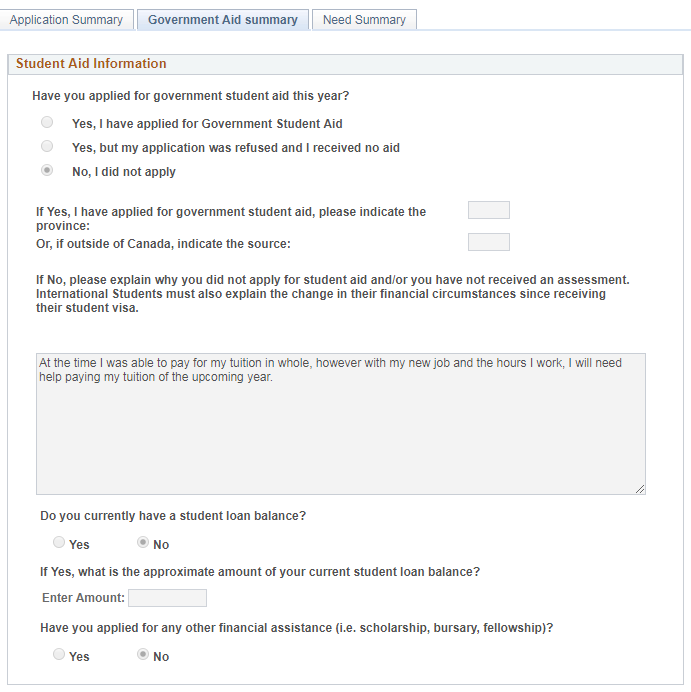 Application Summary
Government Aid summary
Need Summary
Student Aid Information
Have you applied for government student aid this year?
Yes, I have applied for Government Student Aid
Yes, but my application was refused and I received no aid
No, I did not apply
If Yes, I have applied for government student aid, please indicate the
province:
Or, if outside of Canada, indicate the source:
If No, please explain why you did not apply for student aid and/or you have not received an assessment.
International Students must also explain the change in their financial circumstances since receiving
their student visa.
At the time I was able to pay for my tuition in whole, however with my new job and the hours I work, I will need
help paying my tuition of the upcoming year.
Do you currently have a student loan balance?
Yes No
If Yes, what is the approximate amount of your current student loan balance?
Enter Amount:
Have you applied for any other financial assistance (i.e. scholarship, bursary, fellowship)?
Yes No